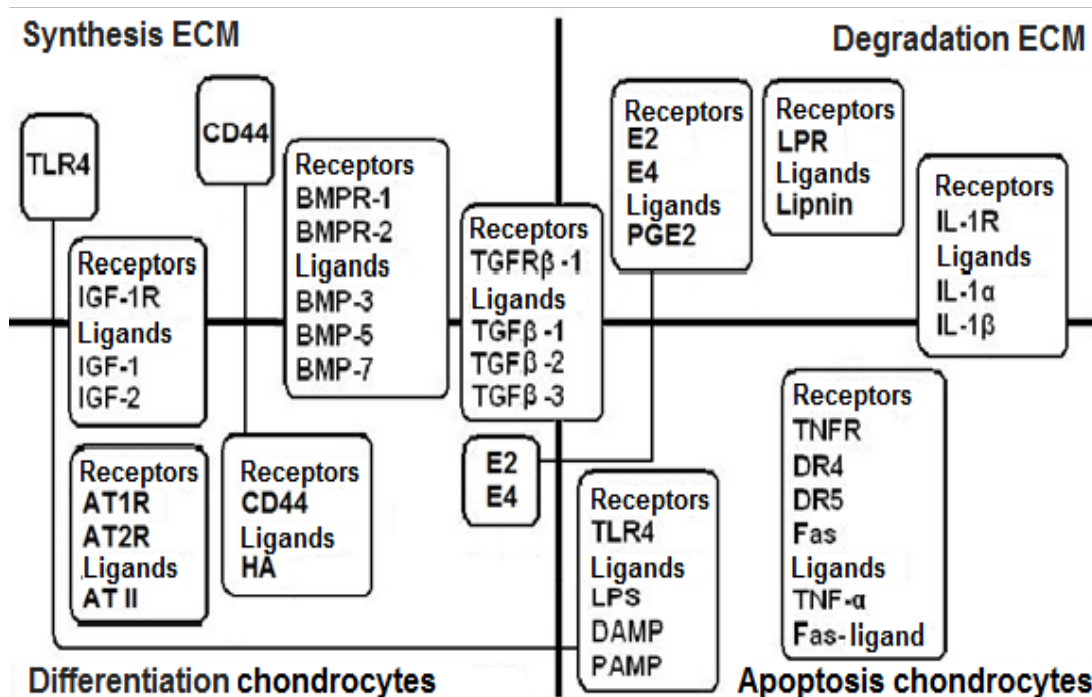 Synthesis ECM
Degradation ECM
TLR4
CD44
Receptors
BMPR-1
BMPR-2
Ligands
BMP-3
BMP-5
BMP-7
Receptors
IGF-1R
Ligands
IGF-1
IGF-2
Receptors
TGFRβ-1
Ligands
TGFβ-1
TGFβ-2
TGFβ-3
Receptors
E2
E4
Ligands
PGE2
Receptors
LPR
Ligands
Lipnin
Receptors
IL-1R
Ligands
IL-1α
IL-1β
Receptors
AT1R
AT2R
Ligands
AT II
Receptors
CD44
Ligands
HA
E2
E4
Receptors
TLR4
Ligands
LPS
DAMP
PAMP
Receptors
TNFR
DR4
DR5
Fas
Ligands
TNF-α
Fas-ligand
Differentiation chondrocytes
Apoptosis chondrocytes